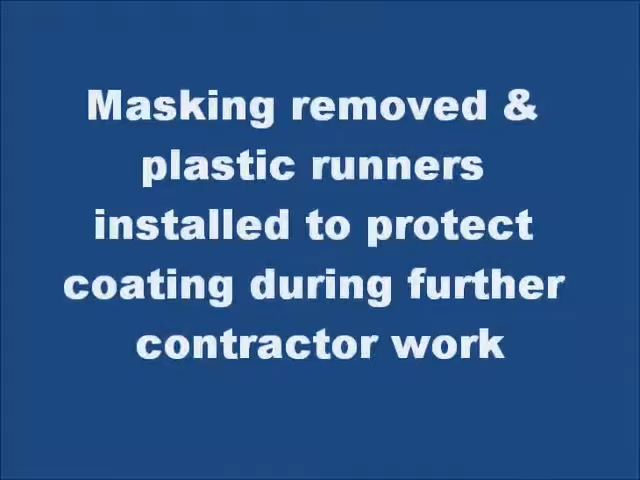 Masking removed &
plastic runners
installed to protect
coating during further
contractor work